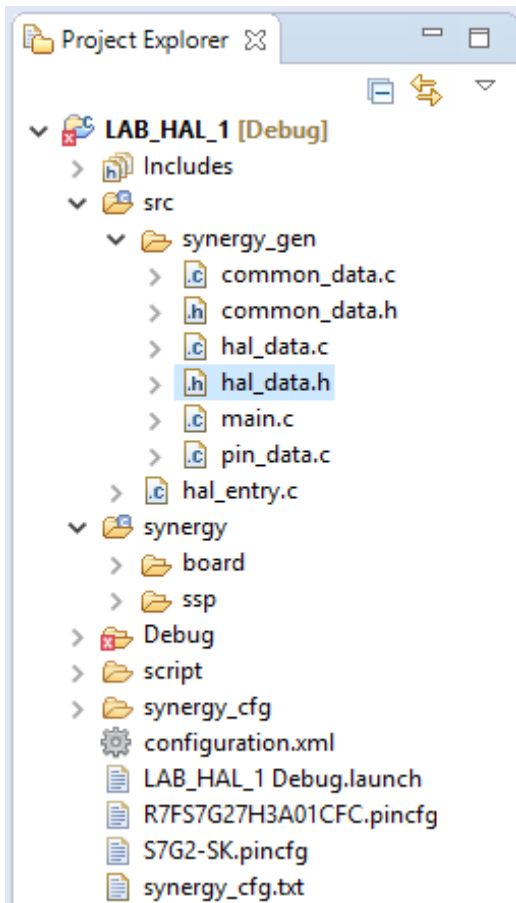 Project Explorer
LAB_HAL_1 [Debug]
Includes
src
synergy_gen
common_data.c
common_data.h
hal_data.c
hal_data.h
main.c
pin_data.c
hal_entry.c
synergy
board
ssp
Debug
script
synergy_cfg
configuration.xml
LAB_HAL_1 Debug.launch
R7FS7G27H3A01CFC.pincfg
S7G2-SK.pincfg
synergy_cfg.txt